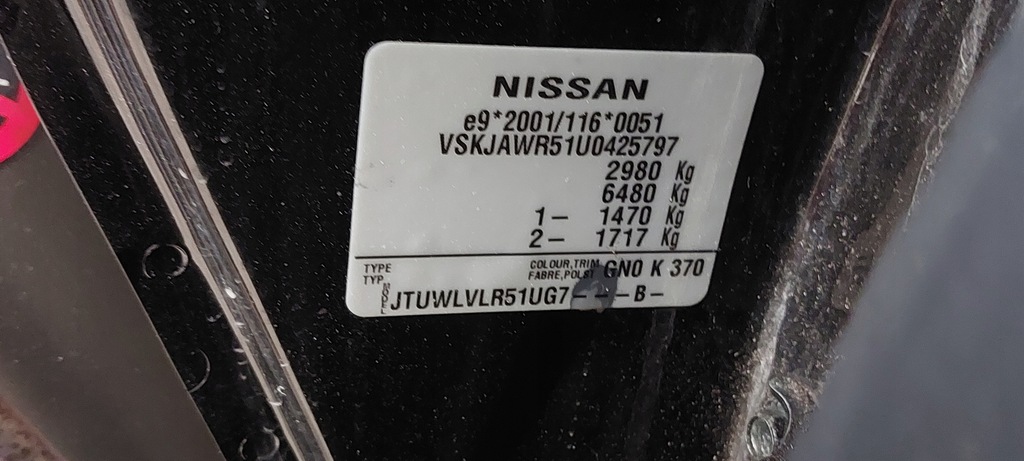 NISSAN
e9*2001/116*0051
VSKJAWR51U0425797
2980 Kg
6480 Kg
1- 1470 Kg
2- 1717 Kg
TYPE
TYP
COLOUR,TRIM
FABRE,POLST
GN0 K 370
MODEL
JTUWLVLR51UG7---B-